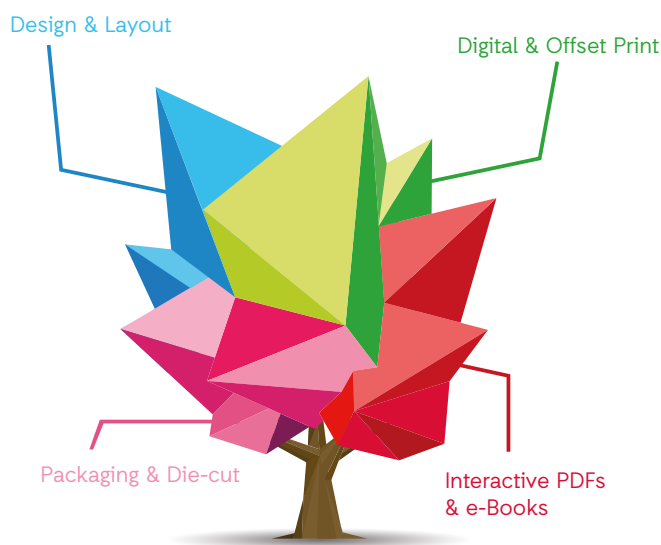 Design & Layout
Digital & Offset Print
Packaging & Die-cut
Interactive PDFs
& e-Books